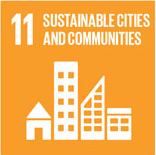 11 SUSTAINABLE CITIES
AND COMMUNITIES